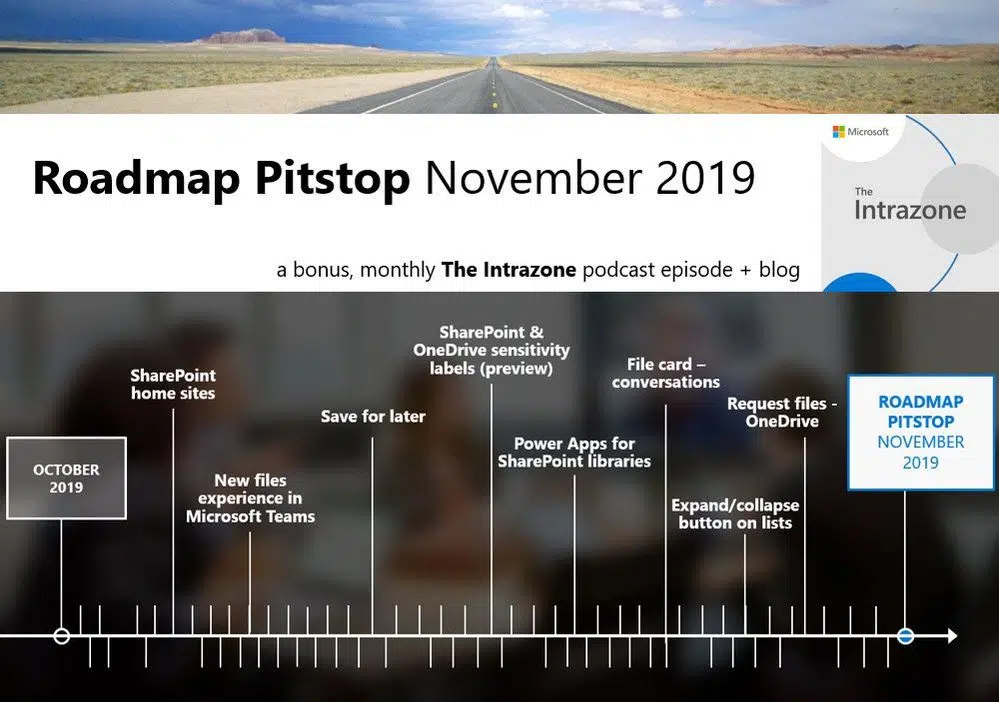 Microsoft
Roadmap Pitstop November 2019
The
Intrazone
a bonus, monthly The Intrazone podcast episode + blog
OCTOBER
2019
SharePoint
home sites
New files
experience in
Microsoft Teams
Save for later
SharePoint &
OneDrive sensitivity
labels (preview)
Power Apps for
SharePoint libraries
File card –
conversations
Expand/collapse
button on lists
Request files -
OneDrive
ROADMAP
PITSTOP
NOVEMBER
2019